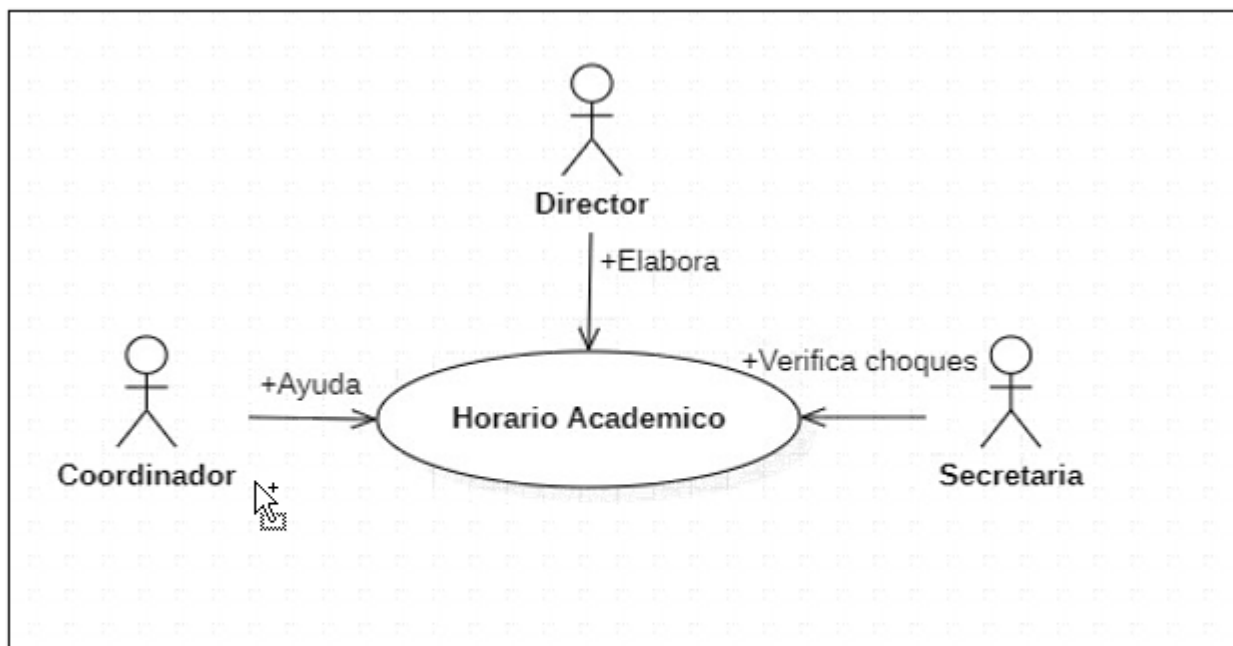 Director
+Elabora
+Verifica choques
+Ayuda
Horario Academico
Coordinador
Secretaria